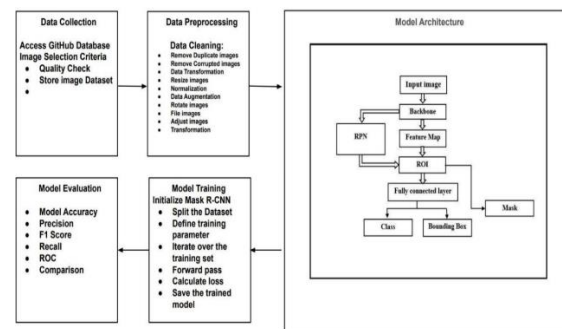 Data Collection
Access GitHub Database
Image Selection Criteria
Quality Check
Store image Dataset
Data Preprocessing
Data Cleaning:
Remove Duplicate images
Remove Corrupted images
Data Transformation
Resize images
Normalization
Data Augmentation
Rotate images
File images
Adjust images
Transformation
Model Architecture
Input image
Backbone
RPN
Feature Map
ROI
Fully connected layer
Mask
Class
Bounding Box
Model Evaluation
Model Accuracy
Precision
F1 Score
Recall
ROC
Comparison
Model Training
Initialize Mask R-CNN
Split the Dataset
Define training
parameter
Iterate over the
training set
Forward pass
Calculate loss
Save the trained
model